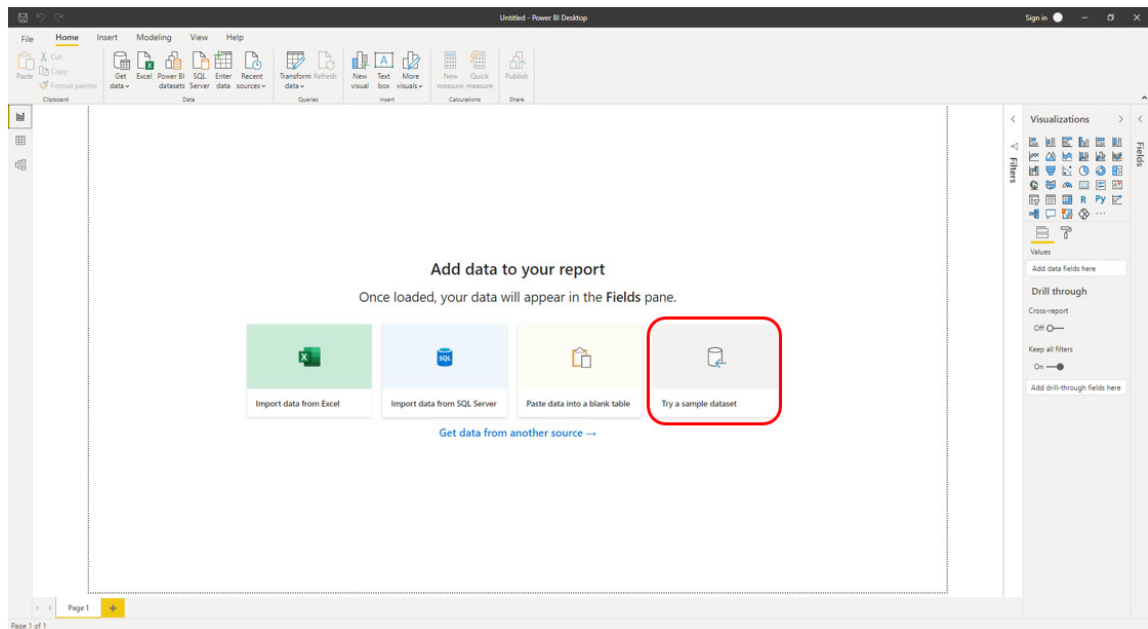 Untitled - Power BI Desktop
Sign in
File Home Insert Modeling View Help
Paste
Cut
Copy
Format painter
Clipboard
Get data
Excel
Power BI datasets
SQL Server
Enter data
Recent sources
Data
Transform data
Refresh
Queries
New visual
Text box
More visuals
Insert
New measure
Quick measure
Calculations
Publish
Share
Add data to your report
Once loaded, your data will appear in the Fields pane.
Import data from Excel
Import data from SQL Server
Paste data into a blank table
Try a sample dataset
Get data from another source →
Filters
Visualizations
R Py
Values
Add data fields here
Drill through
Cross-report
Off
Keep all filters
On
Add drill-through fields here
Fields
Page 1
Page 1 of 1
X
SQL
A